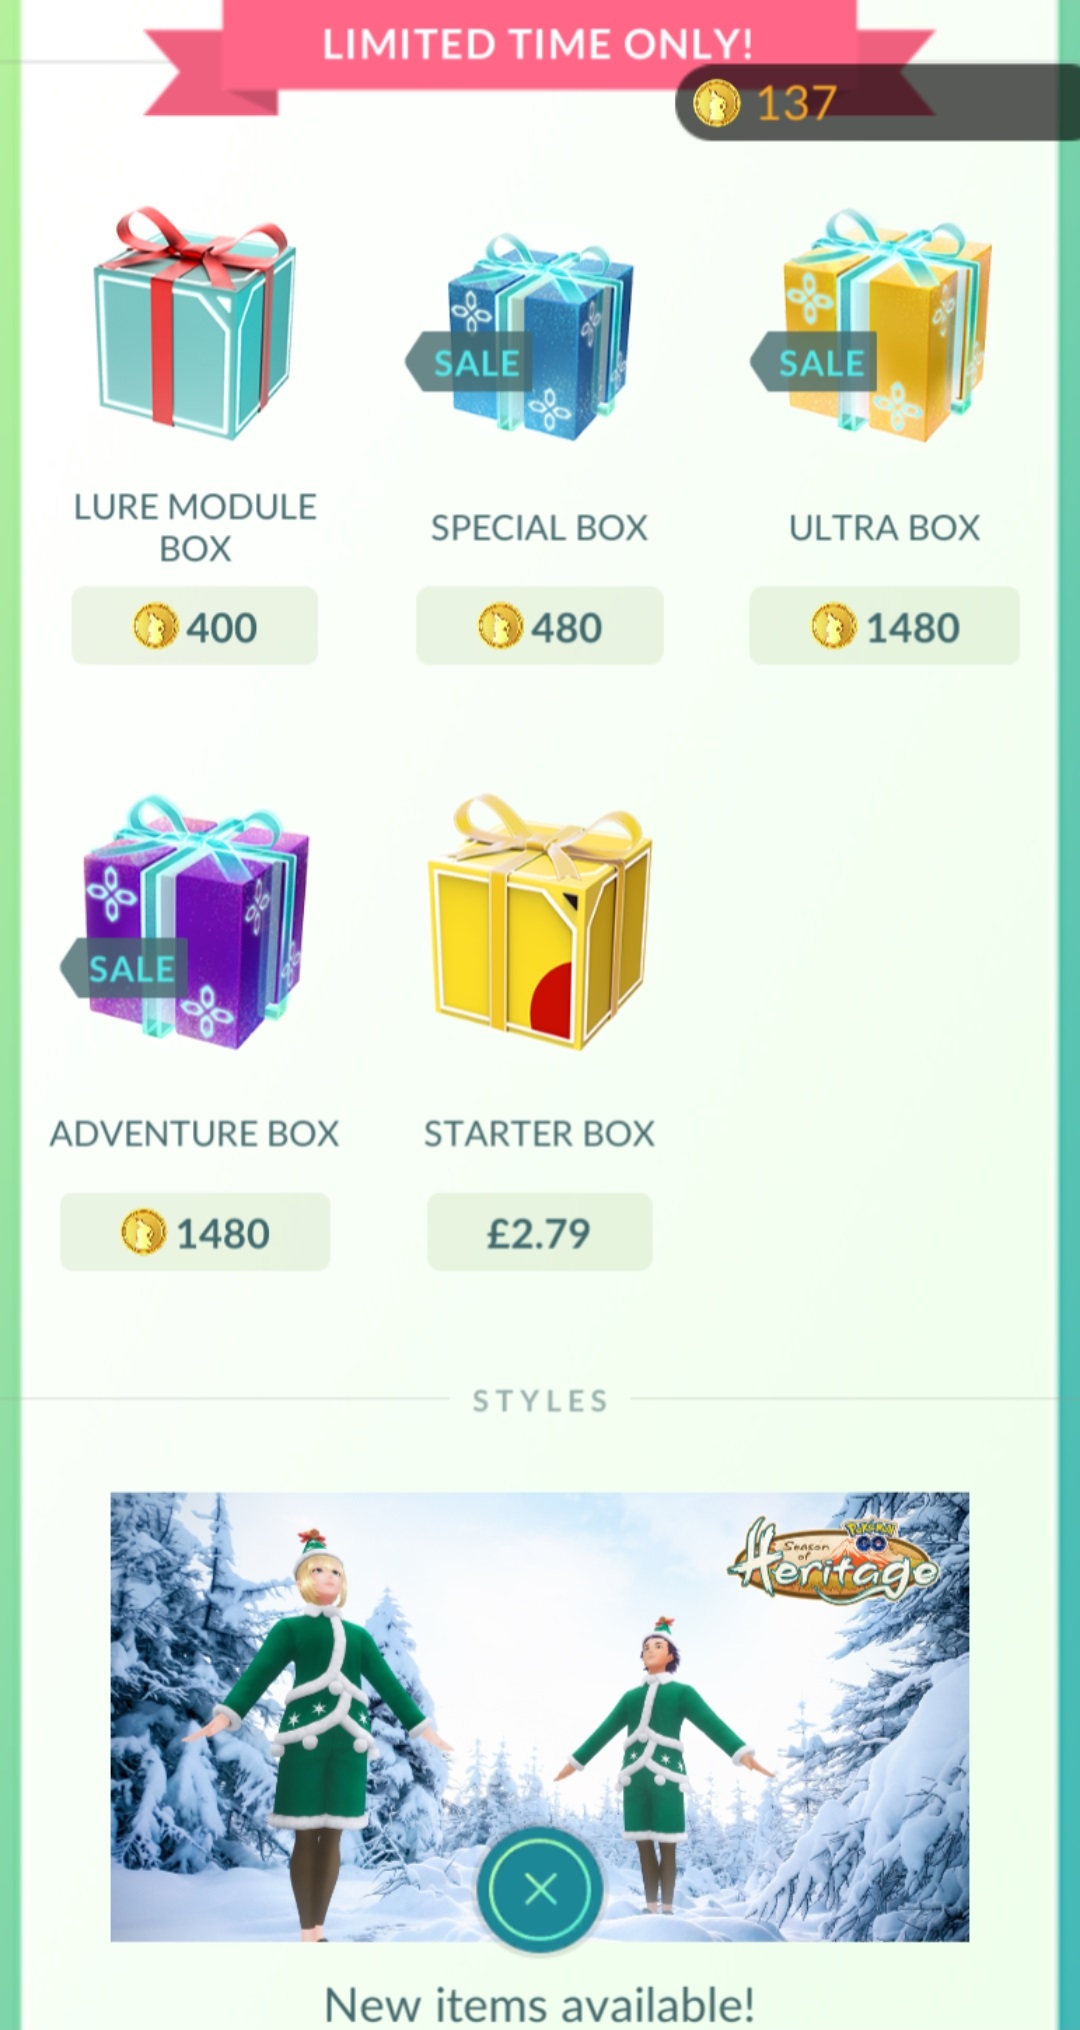 LIMITED TIME ONLY!
137
SALE
SALE
LURE MODULE
BOX
SPECIAL BOX
ULTRA BOX
400
480
1480
SALE
ADVENTURE BOX
STARTER BOX
1480
£2.79
STYLES
POKÉMON
GO
Season
of
Heritage
New items available!